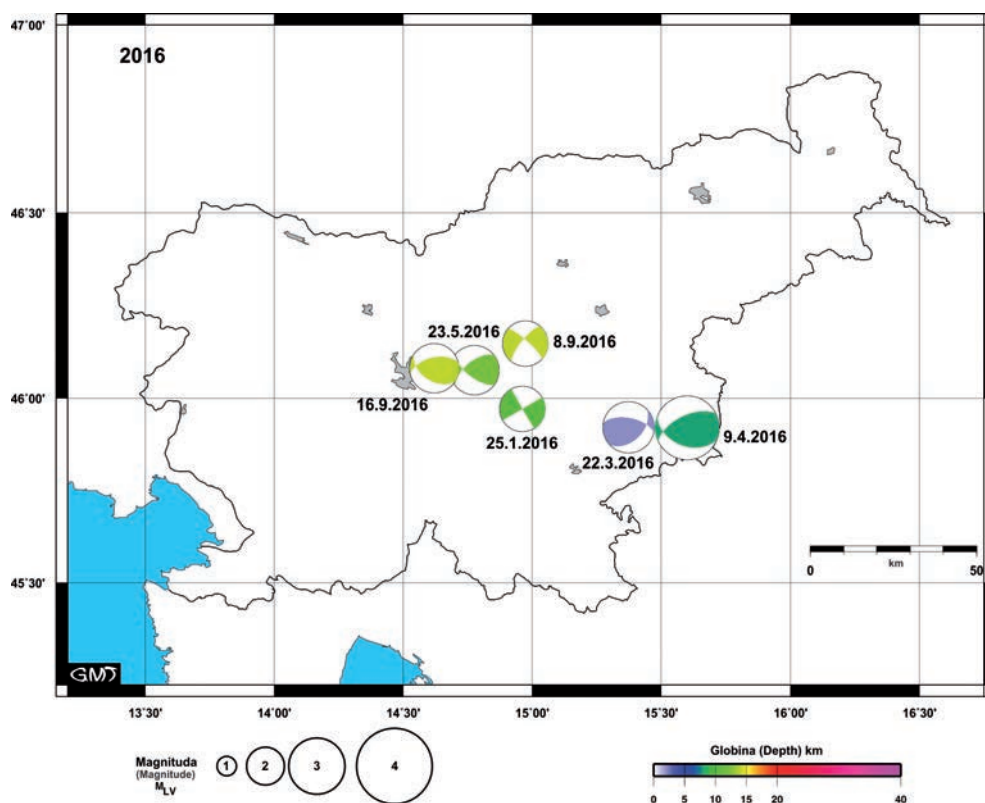 47˚00'
2016
46˚30'
23.5.2016
8.9.2016
46˚00'
16.9.2016
25.1.2016
22.3.2016
9.4.2016
45˚30'
0 km 50
GMT
13˚30' 14˚00' 14˚30' 15˚00' 15˚30' 16˚00' 16˚30'
Magnituda
(Magnitude)
MLV
1 2 3 4
Globina (Depth) km
0 5 10 15 20 40